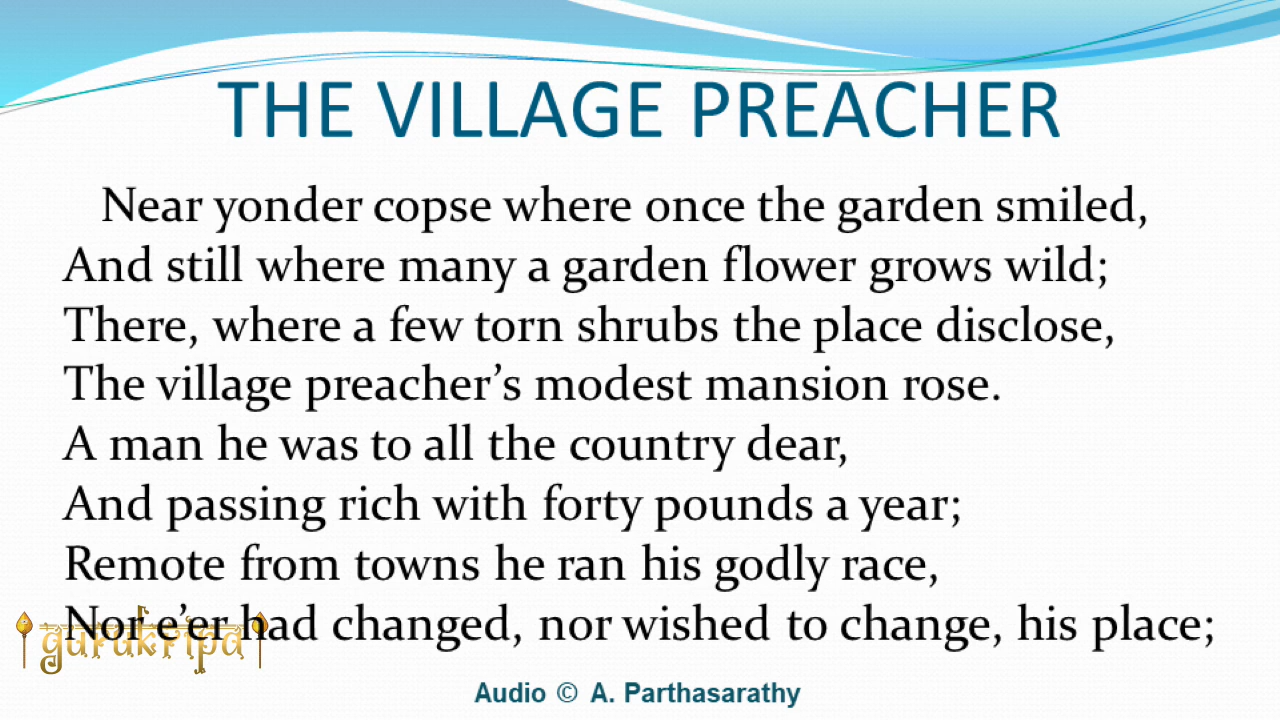 THE VILLAGE PREACHER
Near yonder copse where once the garden smiled,
And still where many a garden flower grows wild;
There, where a few torn shrubs the place disclose,
The village preacher’s modest mansion rose.
A man he was to all the country dear,
And passing rich with forty pounds a year;
Remote from towns he ran his godly race,
Nor e’er had changed, nor wished to change, his place;
gurukripa
Audio © A. Parthasarathy